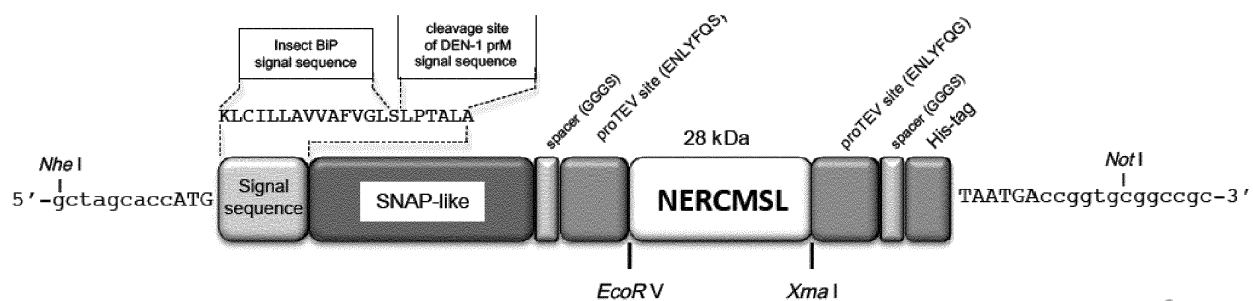 Insect BiP
signal sequence
cleavage site
of DEN-1 prM
signal sequence
KLCILLAVVAFVGLSLPTALA
spacer (GGGS)
proTEV site (ENLYFQS)
28 kDa
proTEV site (ENLYFQG)
spacer (GGGS)
His-tag
Nhe I
Not I
5'-gctagcaccATG
Signal
sequence
SNAP-like
NERCMSL
TAATGAccggtgcggccgc-3'
EcoR V
Xma I